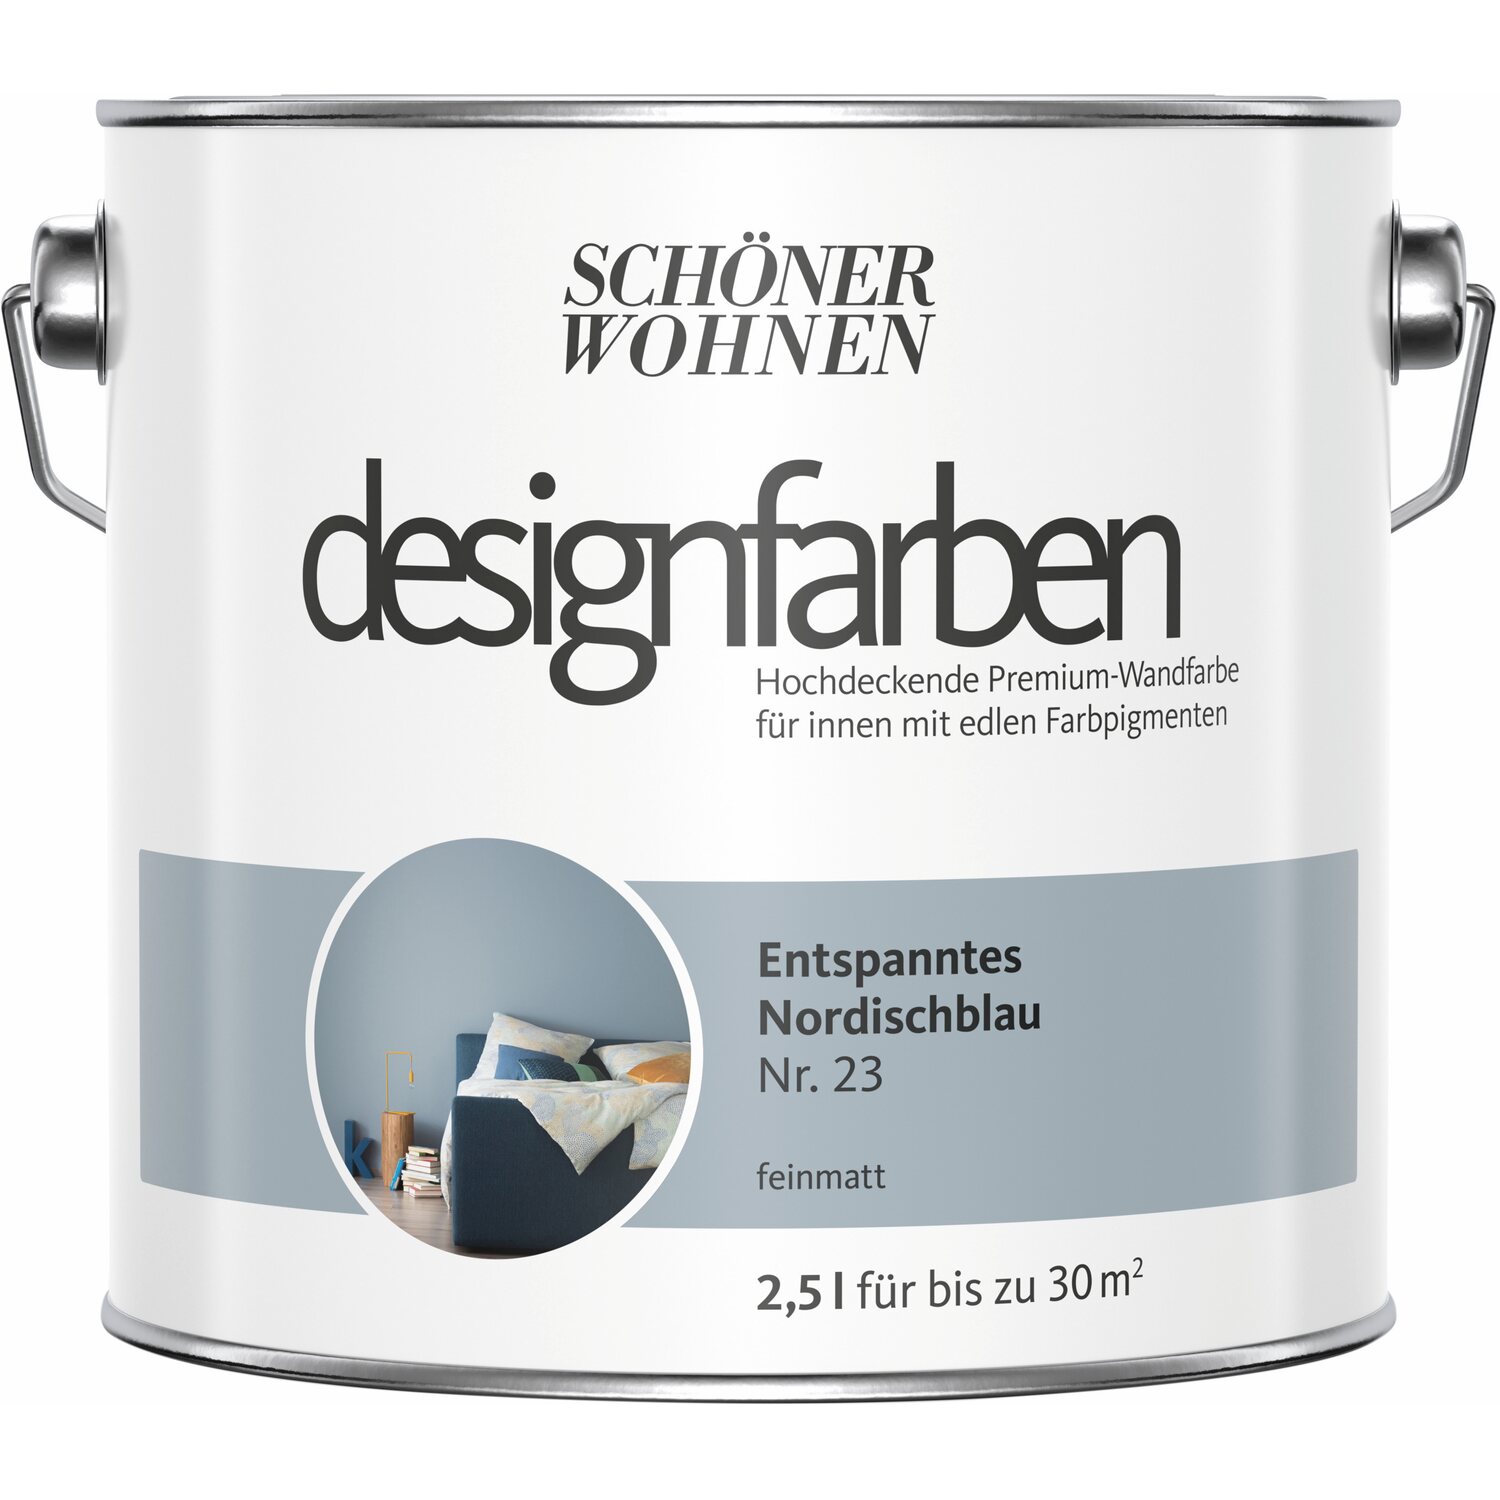 SCHÖNER
WOHNEN
designfarben
Hochdeckende Premium-Wandfarbe
für innen mit edlen Farbpigmenten
Entspanntes
Nordischblau
Nr. 23
feinmatt
2,5 l für bis zu 30 m²
k